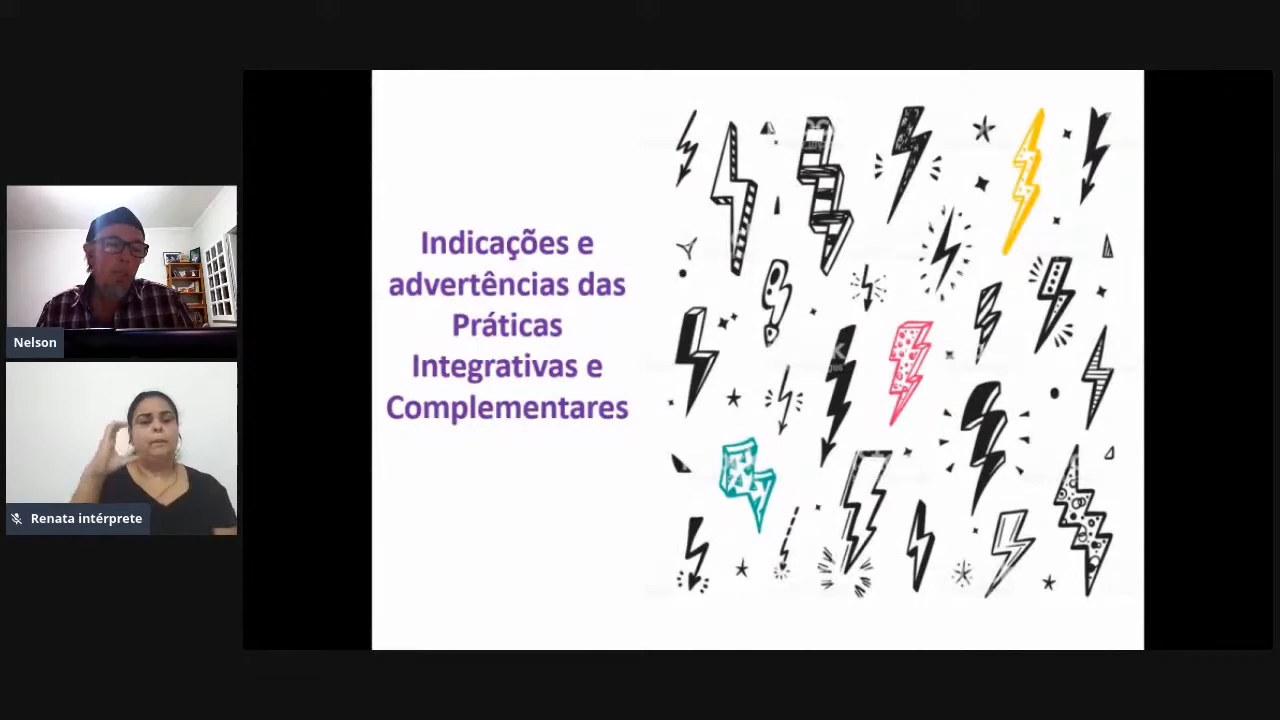 Indicações e
advertências das
Práticas
Integrativas e
Complementares
Nelson
Renata intérprete